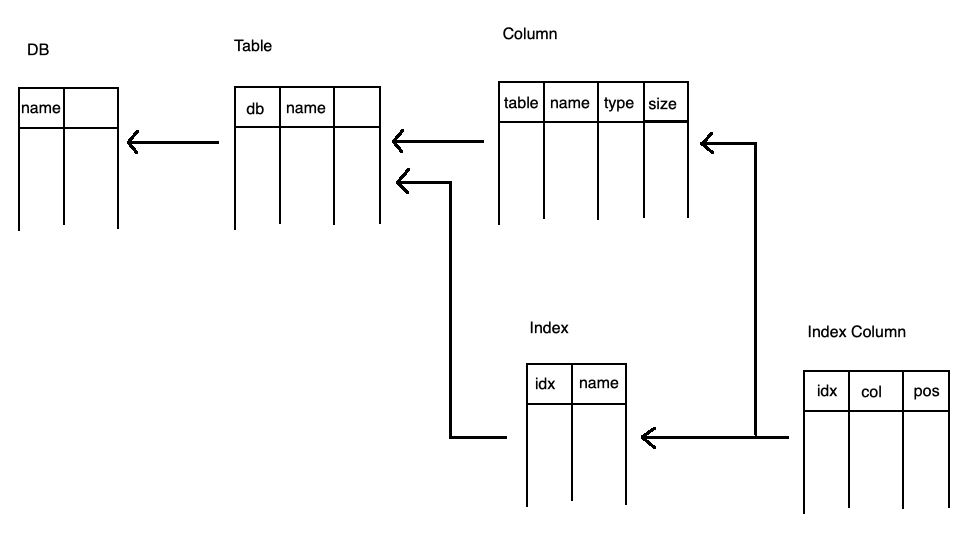 DB
Table
Column
name
db name
table name type size
Index
Index Column
idx name
idx col pos